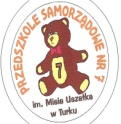 PRZEDSZKOLE SAMORZĄDOWE NR 7
7
im. Misia Uszatka
w Turku